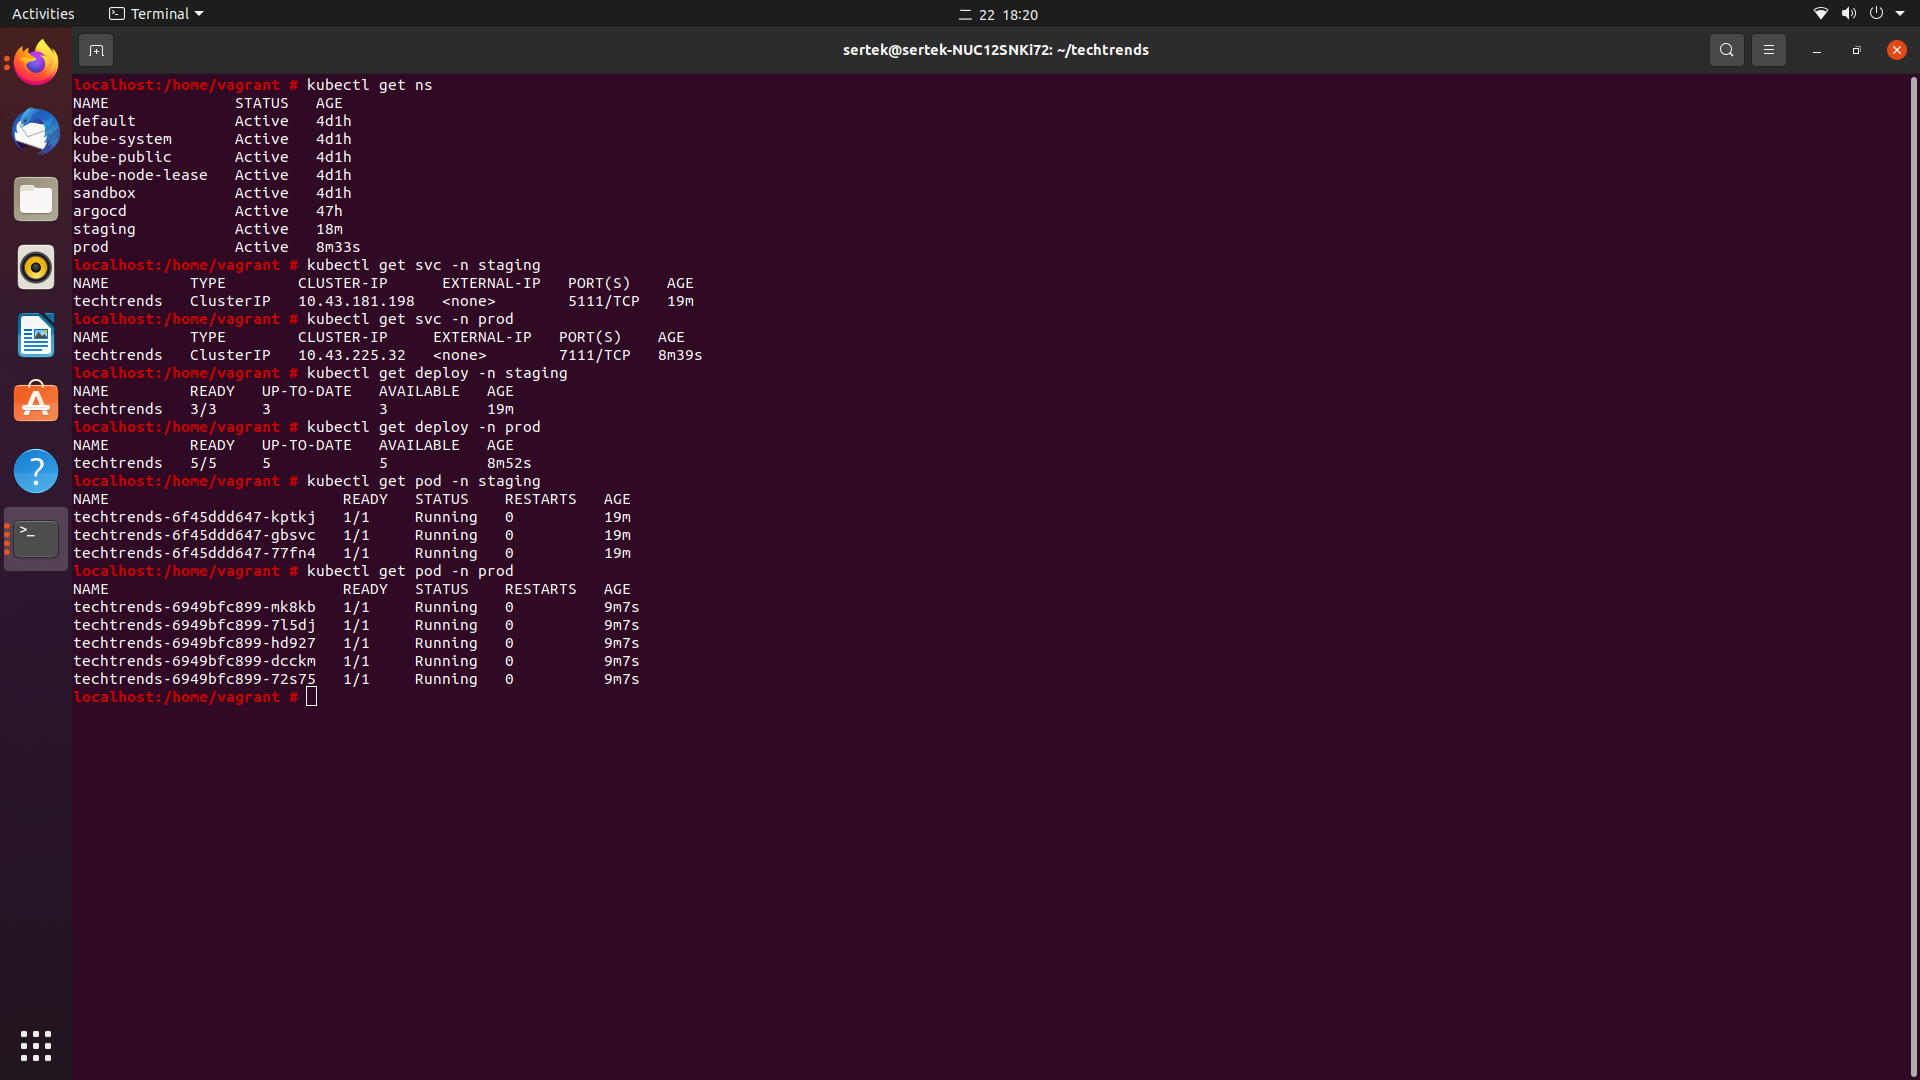 Activities
Terminal
二 22 18:20
sertek@sertek-NUC12SNKi72: ~/techtrends
localhost:/home/vagrant # kubectl get ns
NAME STATUS AGE
default Active 4d1h
kube-system Active 4d1h
kube-public Active 4d1h
kube-node-lease Active 4d1h
sandbox Active 4d1h
argocd Active 47h
staging Active 18m
prod Active 8m33s
localhost:/home/vagrant # kubectl get svc -n staging
NAME TYPE CLUSTER-IP EXTERNAL-IP PORT(S) AGE
techtrends ClusterIP 10.43.181.198 <none> 5111/TCP 19m
localhost:/home/vagrant # kubectl get svc -n prod
NAME TYPE CLUSTER-IP EXTERNAL-IP PORT(S) AGE
techtrends ClusterIP 10.43.225.32 <none> 7111/TCP 8m39s
localhost:/home/vagrant # kubectl get deploy -n staging
NAME READY UP-TO-DATE AVAILABLE AGE
techtrends 3/3 3 3 19m
localhost:/home/vagrant # kubectl get deploy -n prod
NAME READY UP-TO-DATE AVAILABLE AGE
techtrends 5/5 5 5 8m52s
localhost:/home/vagrant # kubectl get pod -n staging
NAME READY STATUS RESTARTS AGE
techtrends-6f45ddd647-kptkj 1/1 Running 0 19m
techtrends-6f45ddd647-gbsvc 1/1 Running 0 19m
techtrends-6f45ddd647-77fn4 1/1 Running 0 19m
localhost:/home/vagrant # kubectl get pod -n prod
NAME READY STATUS RESTARTS AGE
techtrends-6949bfc899-mk8kb 1/1 Running 0 9m7s
techtrends-6949bfc899-7l5dj 1/1 Running 0 9m7s
techtrends-6949bfc899-hd927 1/1 Running 0 9m7s
techtrends-6949bfc899-dcckm 1/1 Running 0 9m7s
techtrends-6949bfc899-72s75 1/1 Running 0 9m7s
localhost:/home/vagrant #